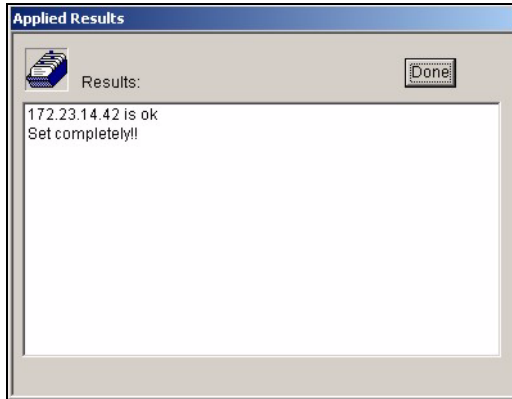 Applied Results
Results:
Done
172.23.14.42 is ok
Set completely!!